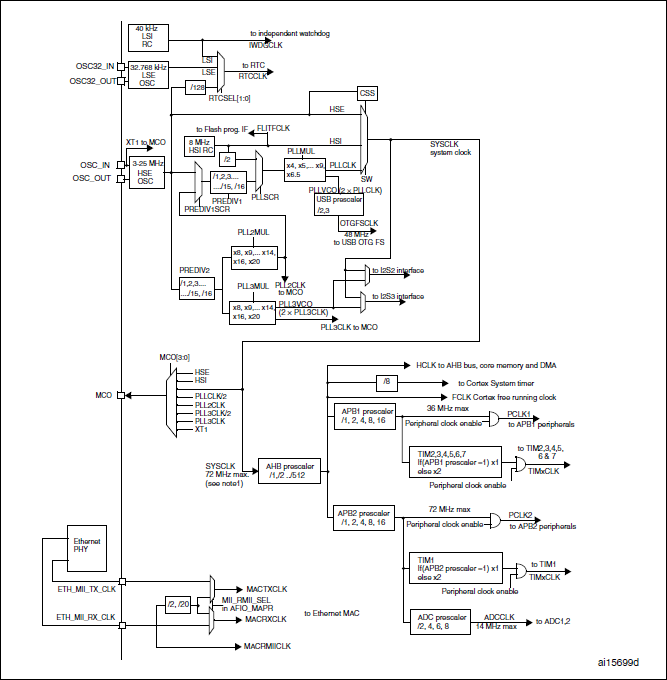 40 kHz
LSI
RC
to independent watchdog
IWDGCLK
OSC32_IN
OSC32_OUT
32.768 kHz
LSE
OSC
LSI
LSE
to RTC
RTCCLK
/128
RTCSEL[1:0]
CSS
HSE
to Flash prog. IF
FLITFCLK
XT1 to MCO
8 MHz
HSI RC
HSI
SYSCLK
system clock
/2
PLLMUL
x4, x5,... x9,
x6.5
PLLCLK
SW
OSC_IN
OSC_OUT
3-25 MHz
HSE
OSC
/1,2,3....
..../15, /16
PREDIV1
PLLSCR
PREDIV1SCR
PLLVCO (2 × PLLCLK)
USB prescaler
/2,3
OTGFSCLK
48 MHz
to USB OTG FS
PLL2MUL
x8, x9,... x14,
x16, x20
PREDIV2
/1,2,3....
..../15, /16
PLL3MUL
x8, x9,... x14,
x16, x20
PLL2CLK
to MCO
PLL3VCO
(2 × PLL3CLK)
PLL3CLK to MCO
to I2S2 interface
to I2S3 interface
MCO[3:0]
MCO
HSE
HSI
PLLCLK/2
PLL2CLK
PLL3CLK/2
PLL3CLK
XT1
HCLK to AHB bus, core memory and DMA
/8
to Cortex System timer
FCLK Cortex free running clock
SYSCLK
72 MHz max.
(see note1)
AHB prescaler
/1,/2 ../512
APB1 prescaler
/1, 2, 4, 8, 16
36 MHz max
Peripheral clock enable
PCLK1
to APB1 peripherals
TIM2,3,4,5,6,7
If(APB1 prescaler =1) x1
else x2
to TIM2,3,4,5,
6 & 7
TIMxCLK
Peripheral clock enable
APB2 prescaler
/1, 2, 4, 8, 16
72 MHz max
Peripheral clock enable
PCLK2
to APB2 peripherals
TIM1
If(APB2 prescaler =1) x1
else x2
to TIM1
TIMxCLK
Peripheral clock enable
ADC prescaler
/2, 4, 6, 8
ADCCLK
14 MHz max
to ADC1,2
Ethernet
PHY
ETH_MII_TX_CLK
ETH_MII_RX_CLK
/2, /20
MACTXCLK
MII_RMII_SEL
in AFIO_MAPR
MACRXCLK
MACRMIICLK
to Ethernet MAC
ai15699d